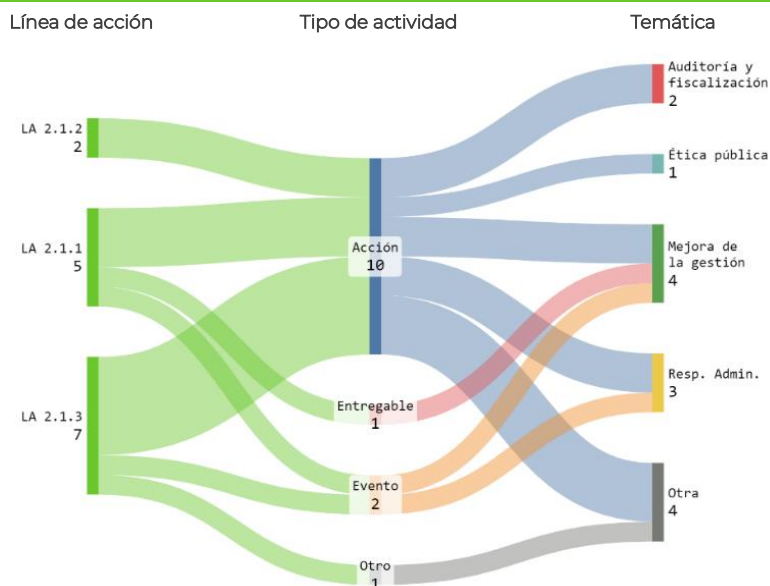 Línea de acción
Tipo de actividad
Temática
LA 2.1.2
2
LA 2.1.1
5
LA 2.1.3
7
Acción
10
Entregable
1
Evento
2
Otro
1
Auditoría y
fiscalización
2
Ética pública
1
Mejora de
la gestión
4
Resp. Admin.
3
Otra
4